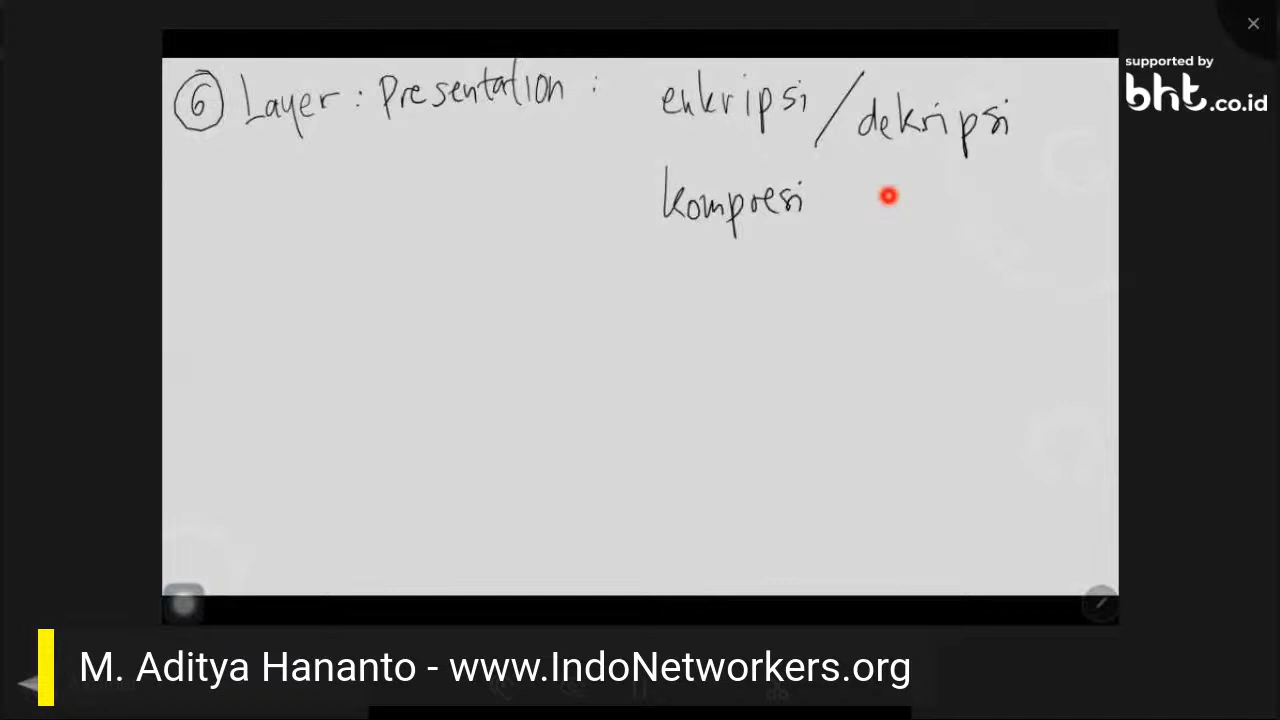 6 Layer : Presentation : enkripsi / dekripsi
kompresi
supported by
bht.co.id
M. Aditya Hananto - www.IndoNetworkers.org